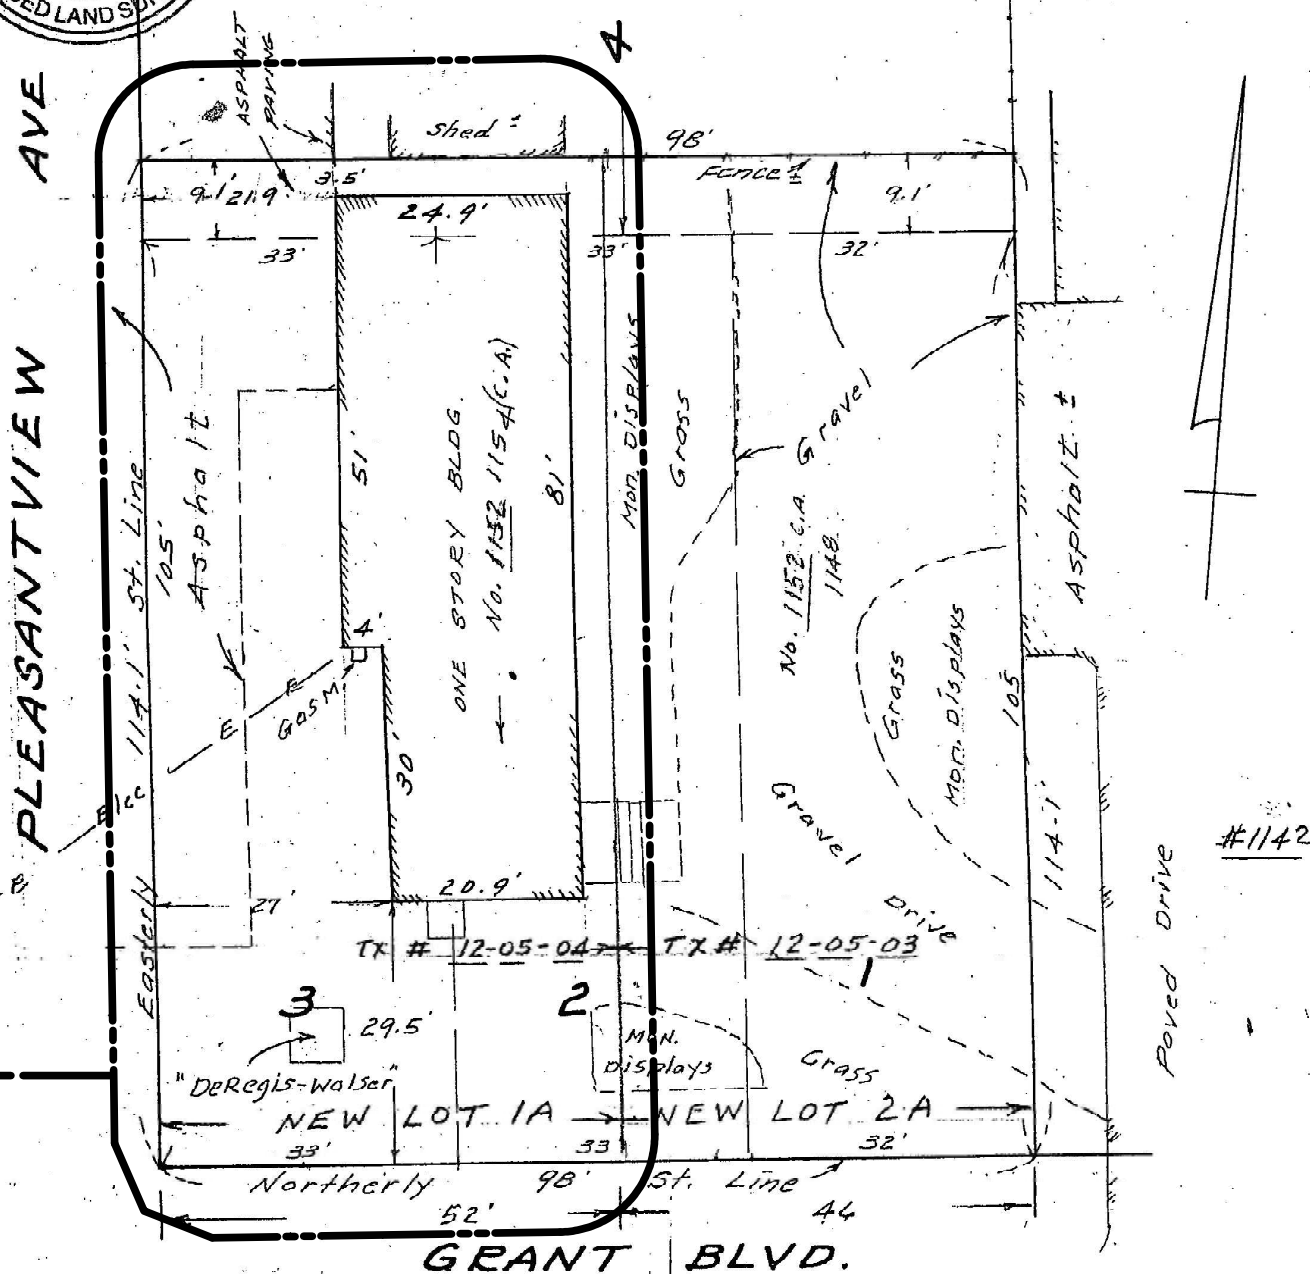 SED LAND SUR
4
ASPHALT
PAVING
AVE
Shed ±
98'
Fence ±
9.1'
21.9
3.5'
24.9'
9.1'
33'
33'
32'
PLEASANTVIEW
St. Line
105'
Asphalt
51'
ONE STORY BLDG.
No. 1152 1154 (C.A.)
81'
Mon. Displays
Grass
Gravel
No. 1152 C.A.
1148
Grass
Mon. Displays
Asphalt ±
105
4'
E E
Gas M
114.1'
30'
Elec
Gravel
Drive
114.1'
Paved Drive
#1142
Easterly
27'
20.9'
TX # 12-05-04
TX # 12-05-03
1
3
2
29.5'
Mon.
Displays
Grass
"DeRegis-Walser"
NEW LOT 1A
NEW LOT 2A
33'
33
32'
Northerly
98'
St. Line
52'
46
GRANT BLVD.